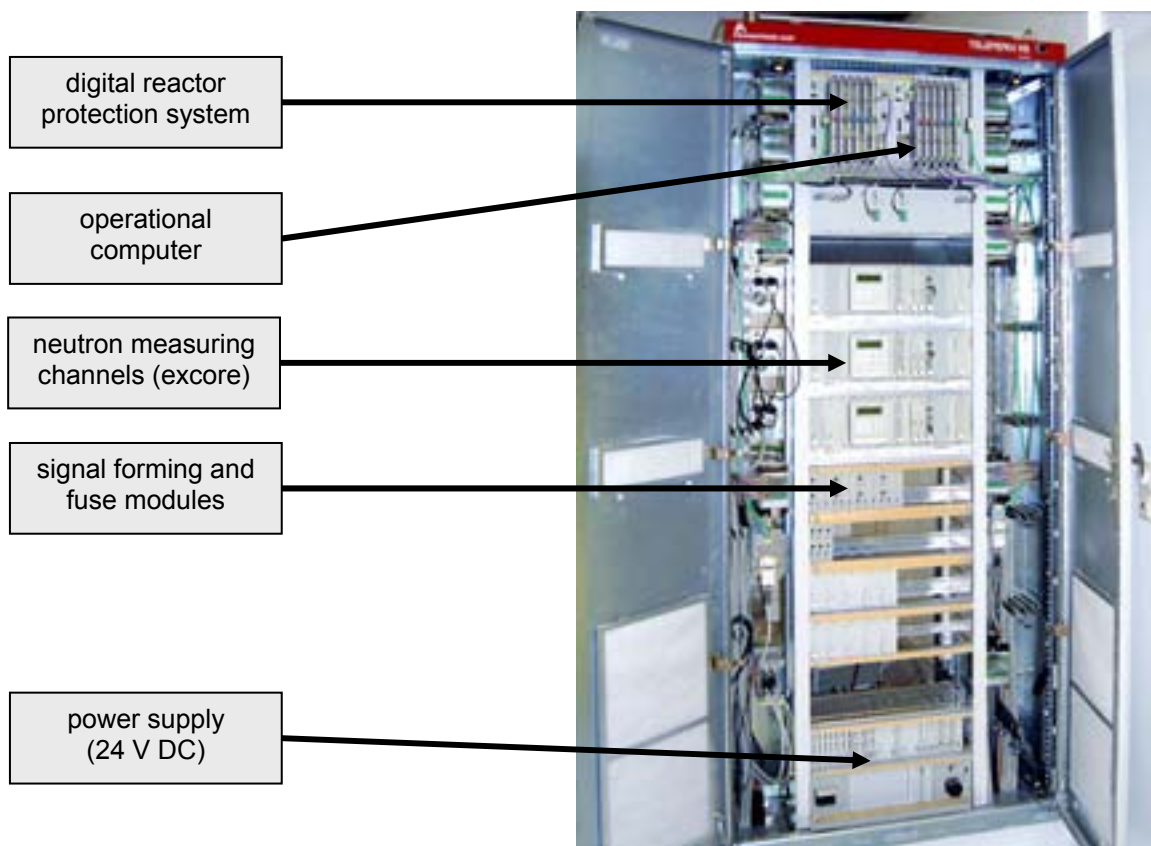 digital reactor
protection system
operational
computer
neutron measuring
channels (excore)
signal forming and
fuse modules
power supply
(24 V DC)